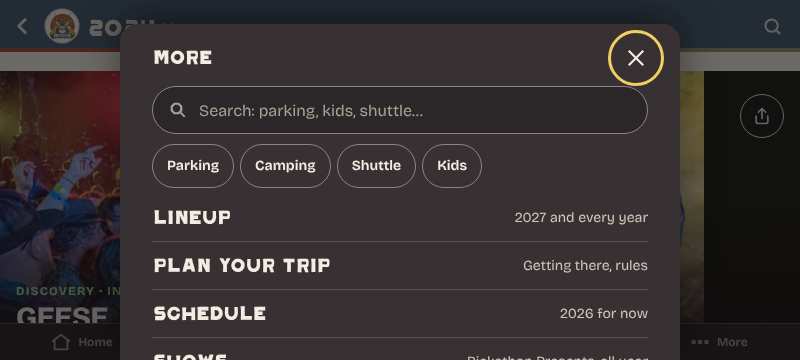 MORE
Search: parking, kids, shuttle...
Parking Camping Shuttle Kids
LINEUP 2027 and every year
PLAN YOUR TRIP Getting there, rules
SCHEDULE 2026 for now
DISCOVERY · IN
GEESE
Home More